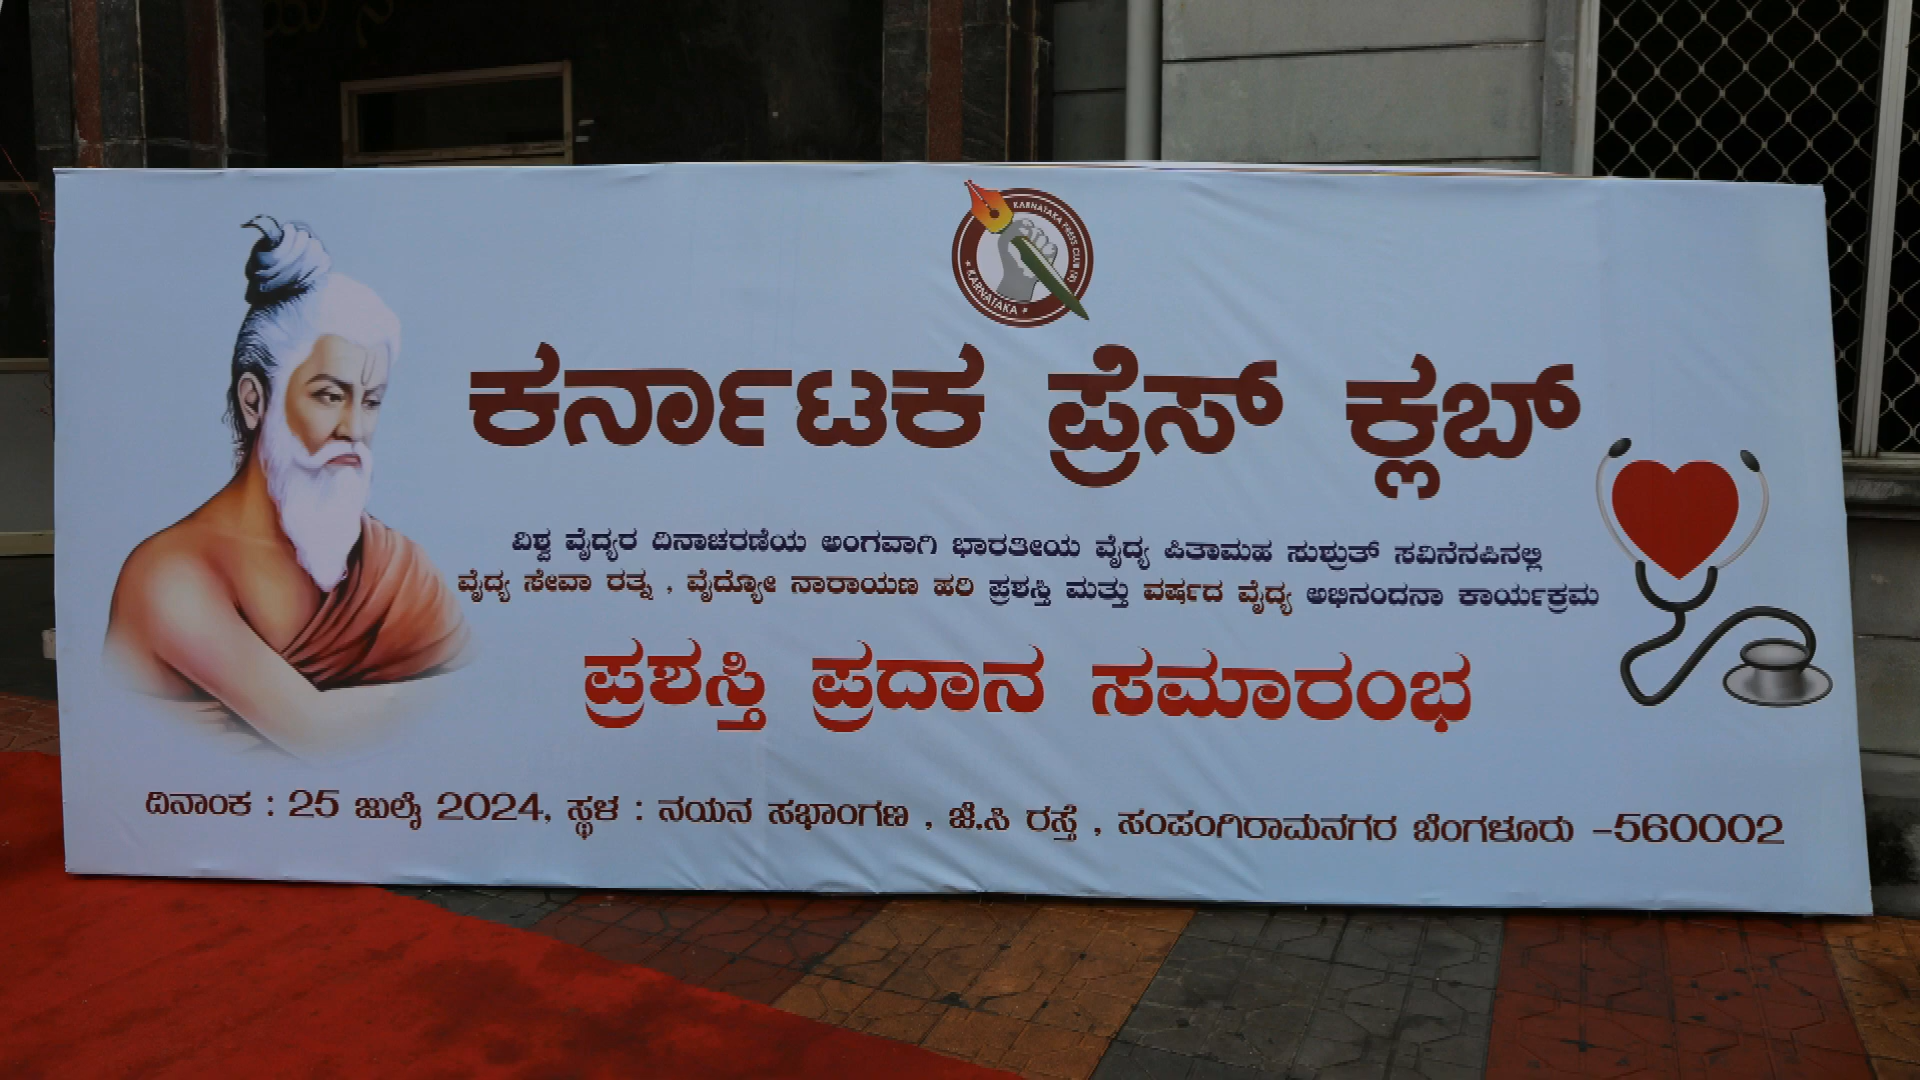 KARNATAKA PRESS CLUB (R)
* KARNATAKA *
ಕರ್ನಾಟಕ ಪ್ರೆಸ್ ಕ್ಲಬ್
ವಿಶ್ವ ವೈದ್ಯರ ದಿನಾಚರಣೆಯ ಅಂಗವಾಗಿ ಭಾರತೀಯ ವೈದ್ಯ ಪಿತಾಮಹ ಸುಶ್ರುತ್ ಸವಿನೆನಪಿನಲ್ಲಿ
ವೈದ್ಯ ಸೇವಾ ರತ್ನ , ವೈದ್ಯೋ ನಾರಾಯಣ ಹರಿ ಪ್ರಶಸ್ತಿ ಮತ್ತು ವರ್ಷದ ವೈದ್ಯ ಅಭಿನಂದನಾ ಕಾರ್ಯಕ್ರಮ
ಪ್ರಶಸ್ತಿ ಪ್ರದಾನ ಸಮಾರಂಭ
ದಿನಾಂಕ : 25 ಜುಲೈ 2024, ಸ್ಥಳ : ನಯನ ಸಭಾಂಗಣ , ಜೆ.ಸಿ ರಸ್ತೆ , ಸಂಪಂಗಿರಾಮನಗರ ಬೆಂಗಳೂರು -560002